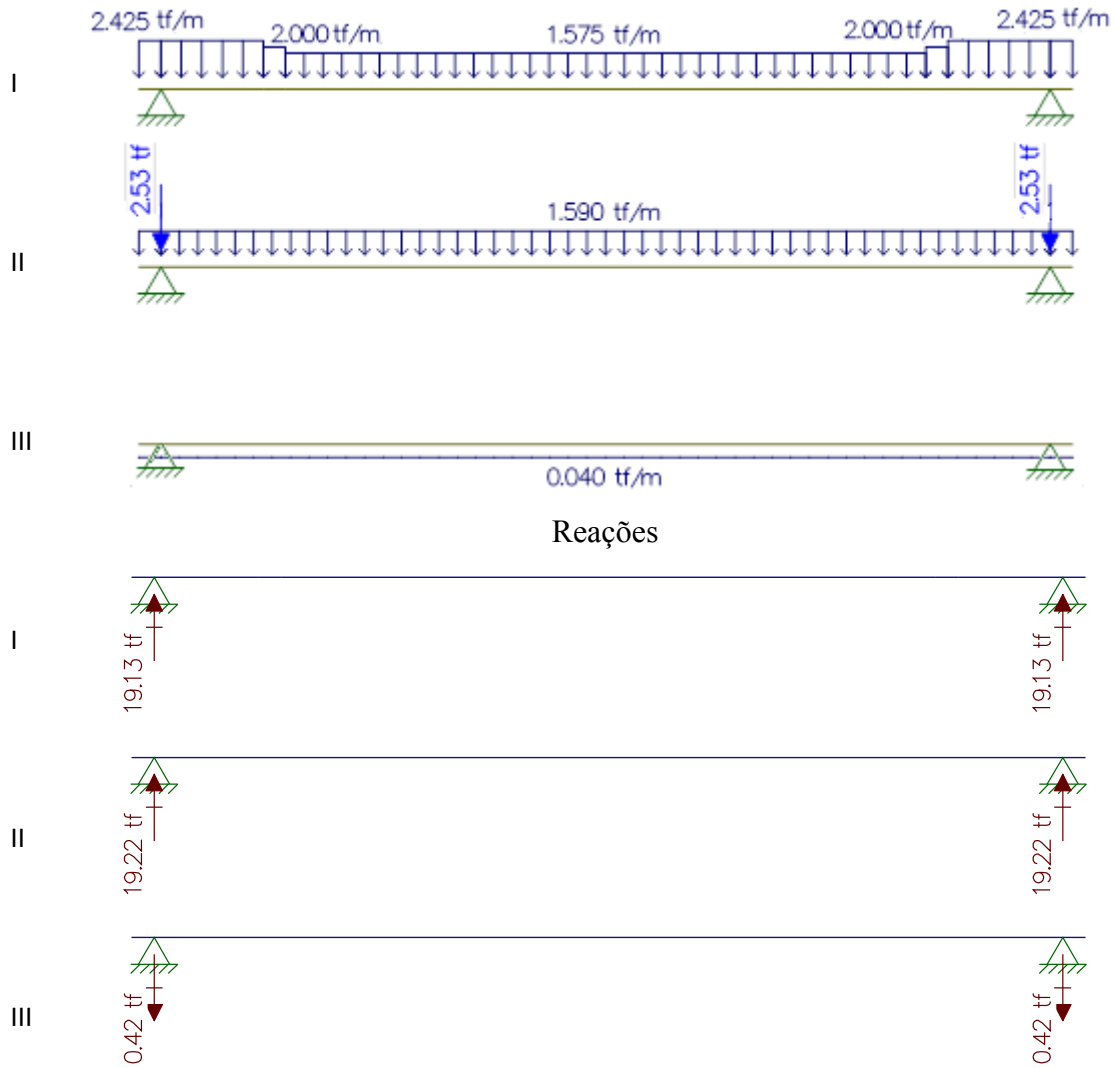 2.425 tf/m 2.000 tf/m 1.575 tf/m 2.000 tf/m 2.425 tf/m
I
2.53 tf 2.53 tf
1.590 tf/m
II
III
0.040 tf/m
Reações
I
19.13 tf 19.13 tf
II
19.22 tf 19.22 tf
III
0.42 tf 0.42 tf